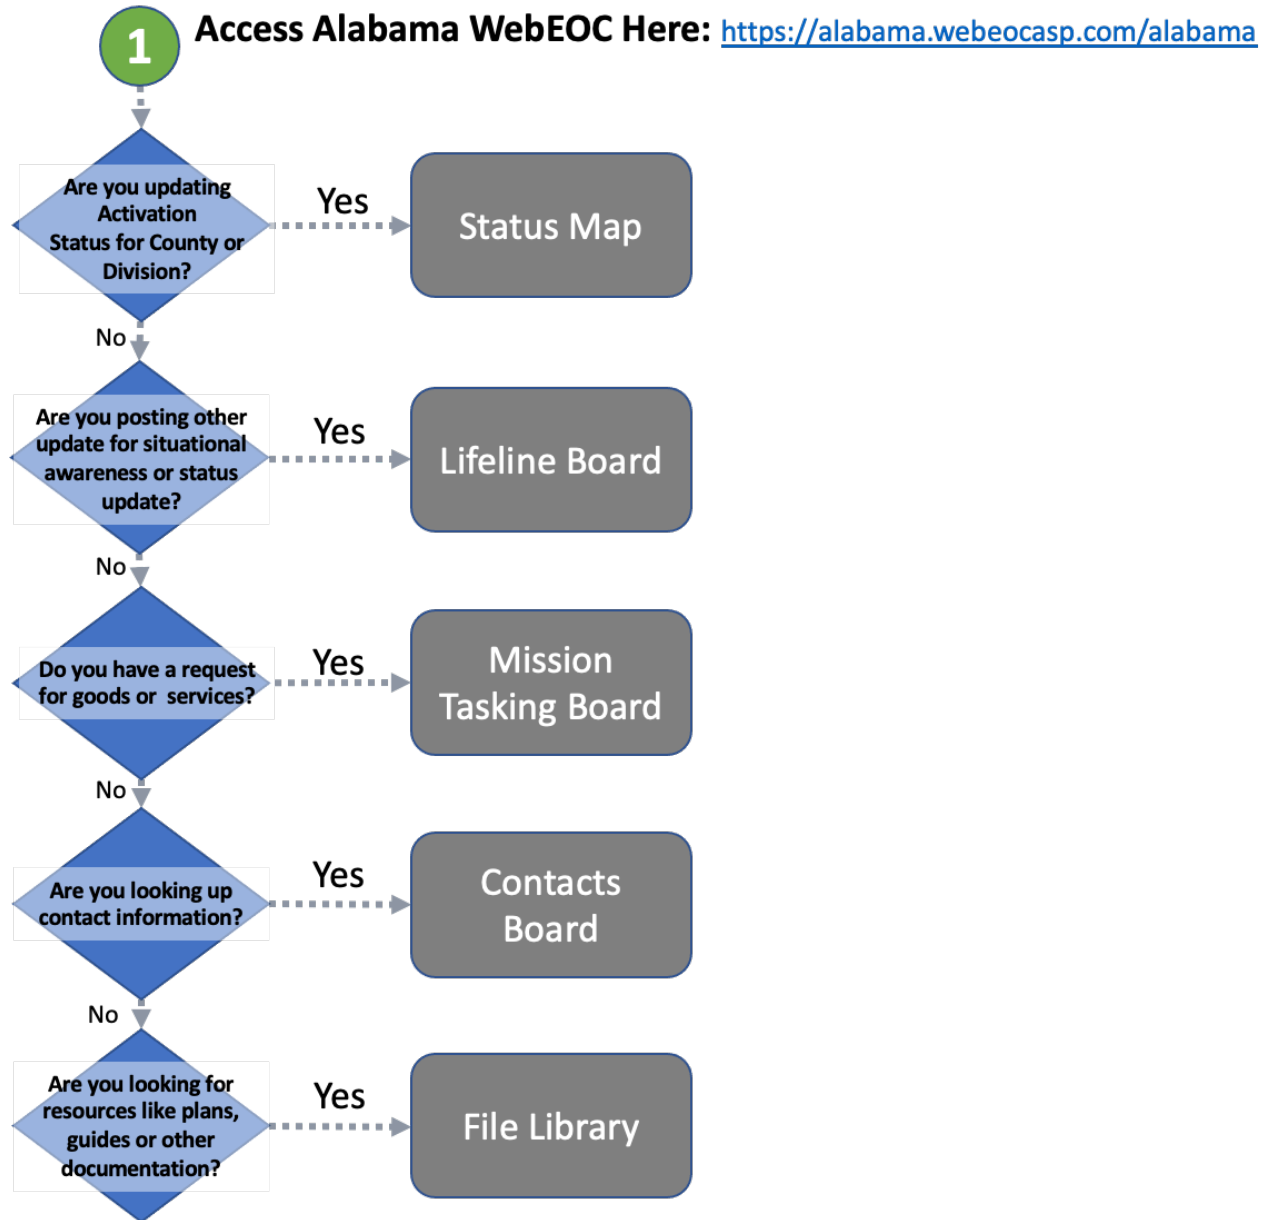 1
Access Alabama WebEOC Here: https://alabama.webeocasp.com/alabama
Are you updating
Activation
Status for County or
Division?
Yes
Status Map
No
Are you posting other
update for situational
awareness or status
update?
Yes
Lifeline Board
No
Do you have a request
for goods or services?
Yes
Mission
Tasking Board
No
Are you looking up
contact information?
Yes
Contacts
Board
No
Are you looking for
resources like plans,
guides or other
documentation?
Yes
File Library